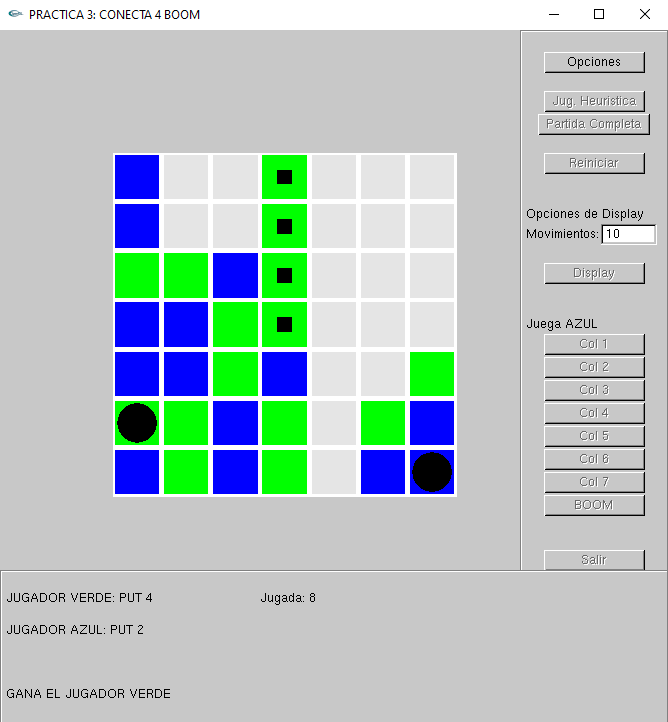 PRACTICA 3: CONECTA 4 BOOM
Opciones
Jug. Heuristica
Partida Completa
Reiniciar
Opciones de Display
Movimientos: 10
Display
Juega AZUL
Col 1
Col 2
Col 3
Col 4
Col 5
Col 6
Col 7
BOOM
Salir
JUGADOR VERDE: PUT 4 Jugada: 8
JUGADOR AZUL: PUT 2
GANA EL JUGADOR VERDE